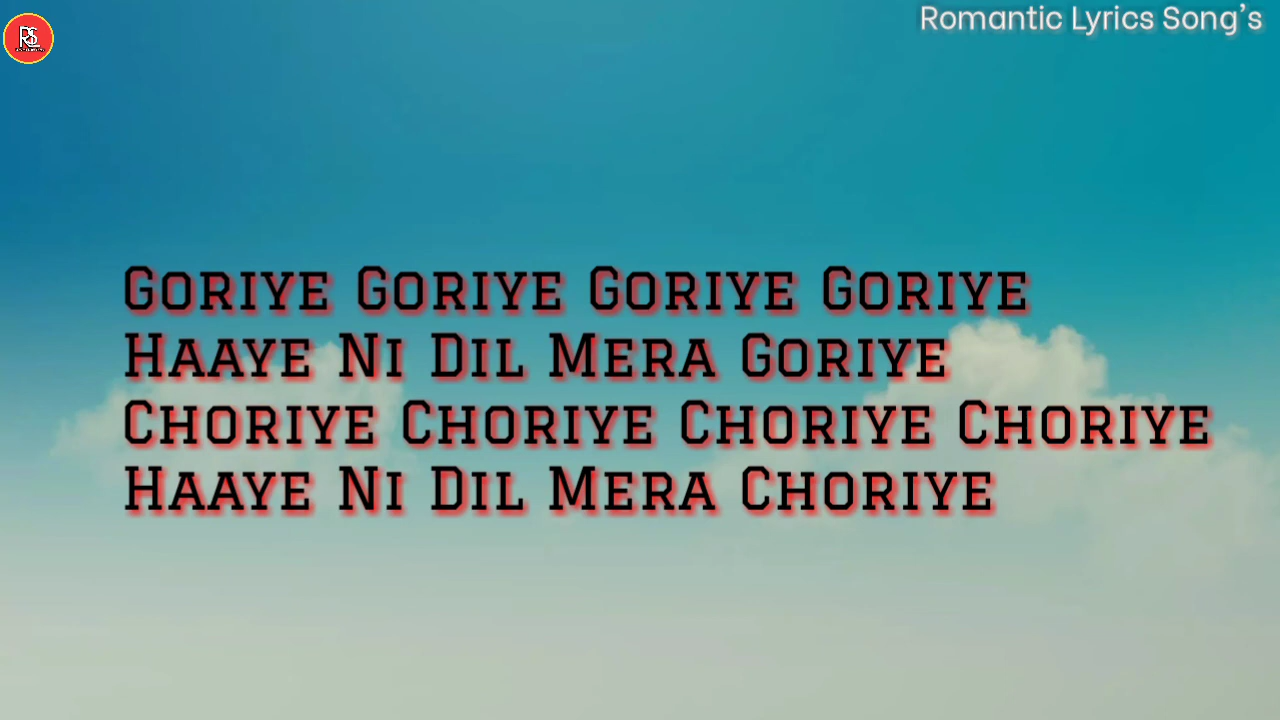 RS
Romantic Lyrics Song's
Goriye Goriye Goriye Goriye
Haaye Ni Dil Mera Goriye
Choriye Choriye Choriye Choriye
Haaye Ni Dil Mera Choriye